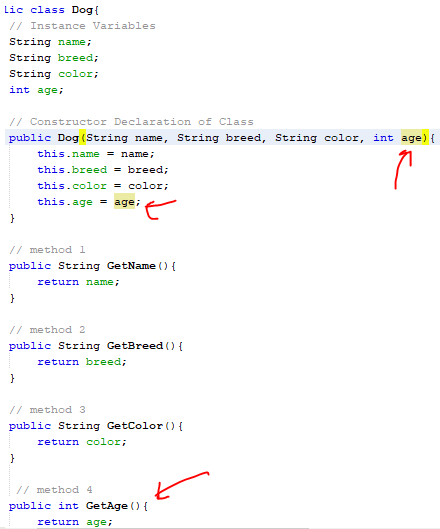 lic class Dog{
// Instance Variables
String name;
String breed;
String color;
int age;
// Constructor Declaration of Class
public Dog(String name, String breed, String color, int age){
this.name = name;
this.breed = breed;
this.color = color;
this.age = age;
}
// method 1
public String GetName(){
return name;
}
// method 2
public String GetBreed(){
return breed;
}
// method 3
public String GetColor(){
return color;
}
// method 4
public int GetAge(){
return age;